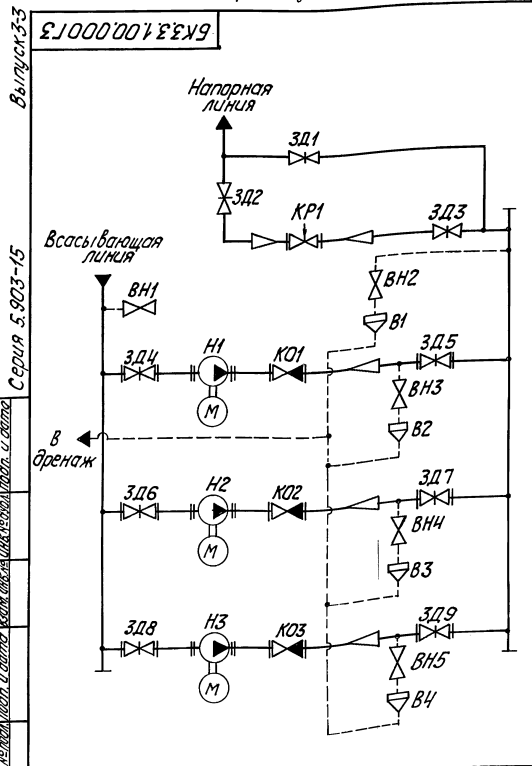 Выпуск 3-3
БК3.3.1.00.000ГЗ
Напорная
линия
ЗД1
ЗД2
КР1
ЗД3
Всасывающая
линия
ВН2
ВН1
В1
Серия 5.903-15
ЗД4
Н1
КО1
ЗД5
ВН3
М
В2
В
дренаж
ЗД6
Н2
КО2
ЗД7
ВН4
М
В3
ЗД8
Н3
КО3
ЗД9
ВН5
М
В4